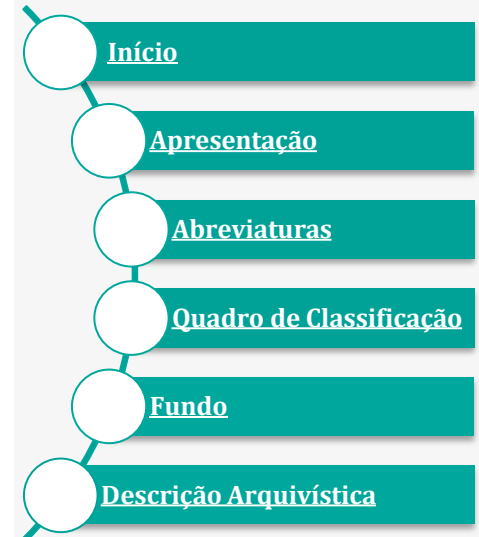 Início
Apresentação
Abreviaturas
Quadro de Classificação
Fundo
Descrição Arquivística